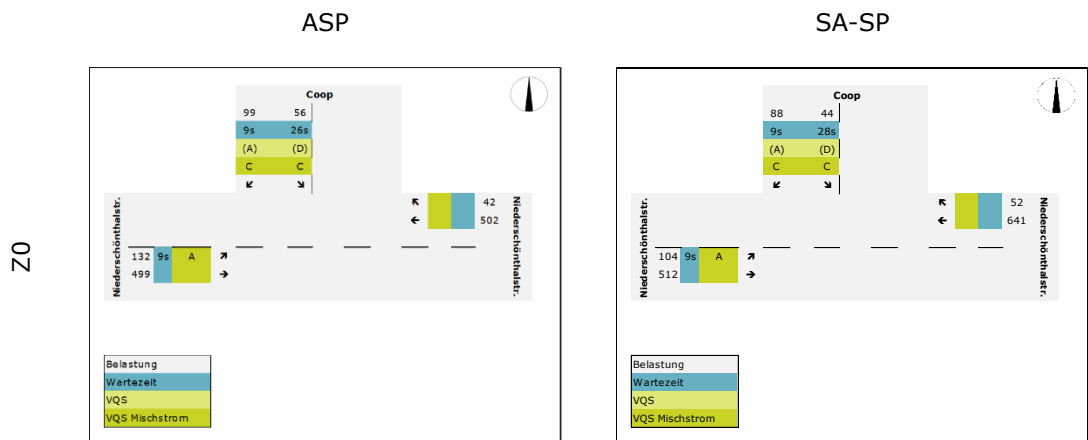 ASP
SA-SP
Z0
Coop
99 56
9s 26s
(A) (D)
C C
↙ ↘
Niederschönthalstr.
↖ 42
← 502
Niederschönthalstr.
132 9s A ↗
499 →
Belastung
Wartezeit
VQS
VQS Mischstrom
Coop
88 44
9s 28s
(A) (D)
C C
↙ ↘
Niederschönthalstr.
↖ 52
← 641
Niederschönthalstr.
104 9s A ↗
512 →
Belastung
Wartezeit
VQS
VQS Mischstrom